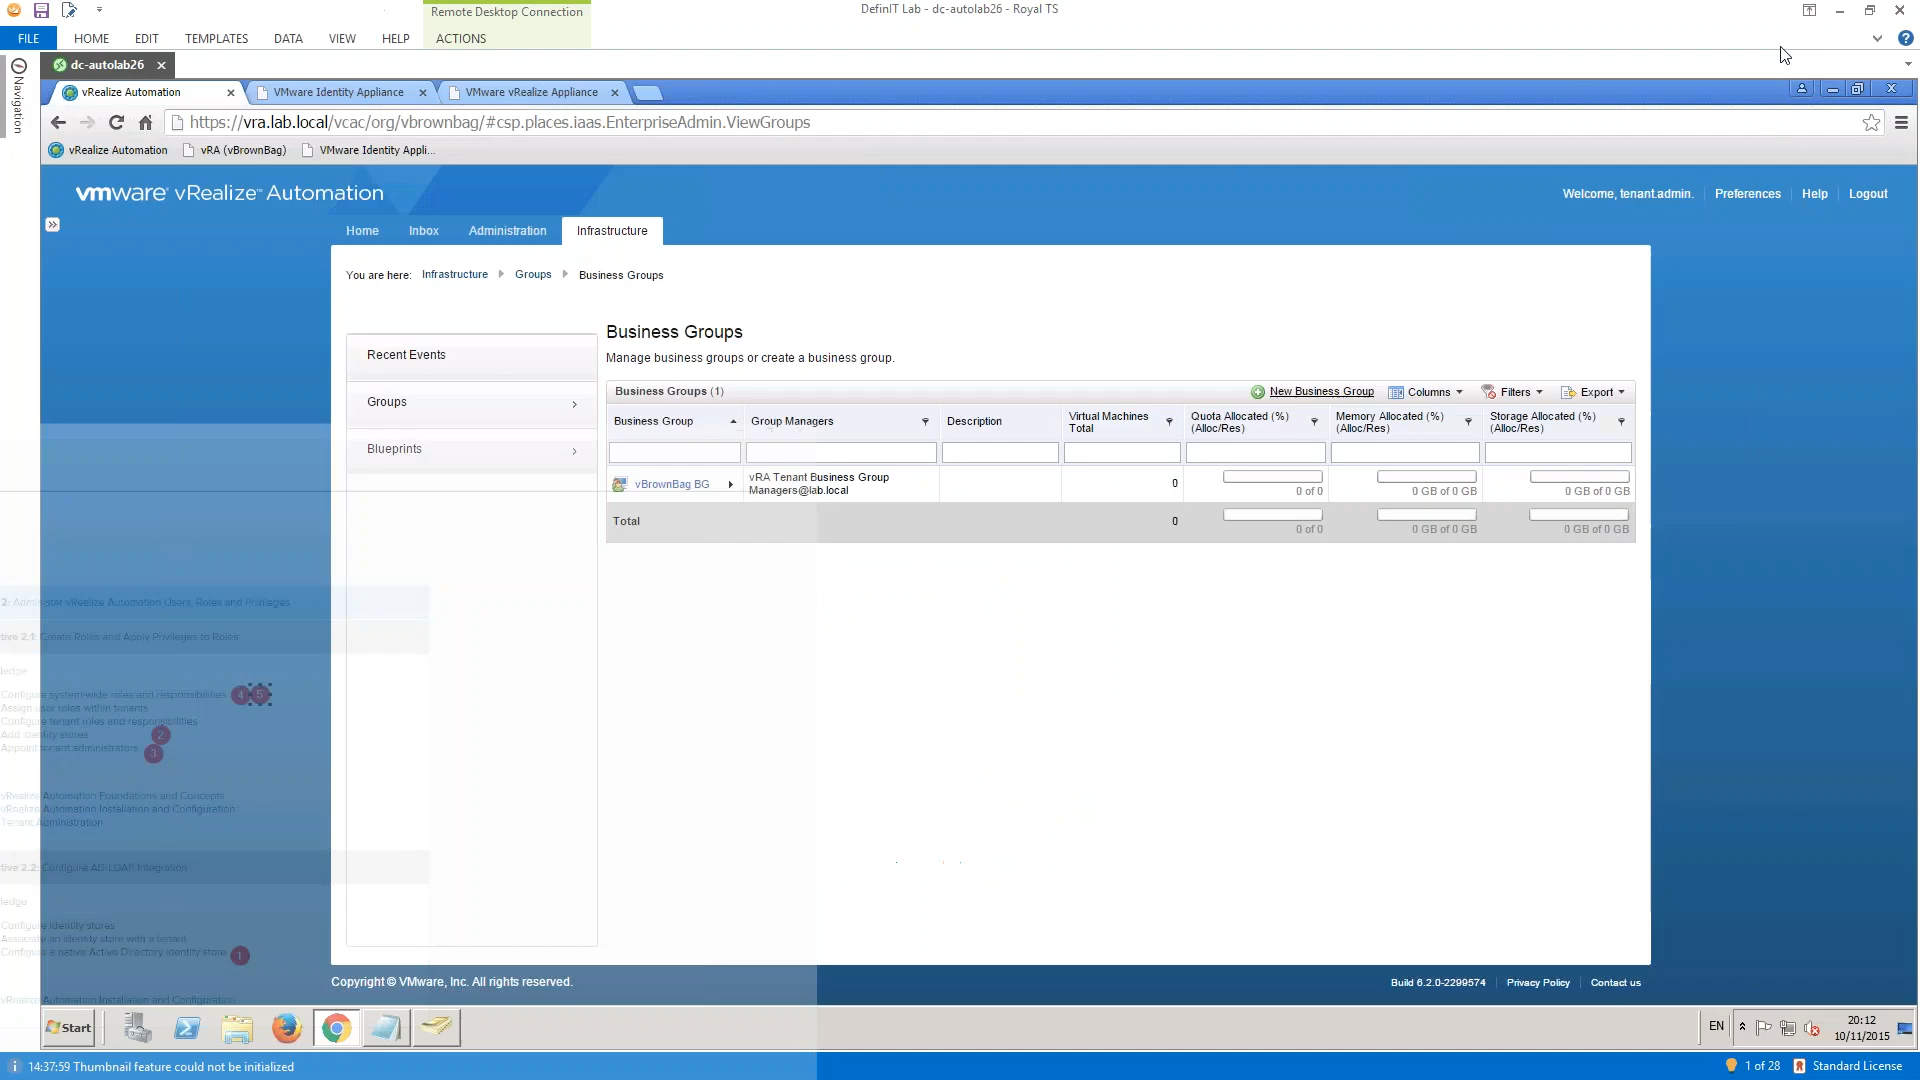 Remote Desktop Connection
DefinIT Lab - dc-autolab26 - Royal TS
FILE HOME EDIT TEMPLATES DATA VIEW HELP ACTIONS
Navigation
dc-autolab26
vRealize Automation VMware Identity Appliance VMware vRealize Appliance
https://vra.lab.local/vcac/org/vbrownbag/#csp.places.iaas.EnterpriseAdmin.ViewGroups
vRealize Automation vRA (vBrownBag) VMware Identity Appli...
vmware vRealize™ Automation
Welcome, tenant.admin. Preferences Help Logout
Home Inbox Administration Infrastructure
You are here: Infrastructure Groups Business Groups
Recent Events
Groups
Blueprints
Business Groups
Manage business groups or create a business group.
Business Groups (1) New Business Group Columns Filters Export
Business Group Group Managers Description Virtual Machines Total Quota Allocated (%) (Alloc/Res) Memory Allocated (%) (Alloc/Res) Storage Allocated (%) (Alloc/Res)
vBrownBag BG vRA Tenant Business Group Managers@lab.local 0 0 of 0 0 GB of 0 GB 0 GB of 0 GB
Total 0 0 of 0 0 GB of 0 GB 0 GB of 0 GB
2: Administer vRealize Automation Users, Roles and Privileges
tive 2.1: Create Roles and Apply Privileges to Roles
ledge
Configure system-wide roles and responsibilities 4 5
Assign user roles within tenants
Configure tenant roles and responsibilities
Add identity stores 2
Appoint tenant administrators 3
vRealize Automation Foundations and Concepts
vRealize Automation Installation and Configuration
Tenant Administration
tive 2.2: Configure AD/LDAP Integration
ledge
Configure identity stores
Associate an identity store with a tenant
Configure a native Active Directory identity store 1
vRealize Automation Installation and Configuration
Copyright © VMware, Inc. All rights reserved.
Build 6.2.0-2299574 Privacy Policy Contact us
Start
EN
20:12
10/11/2015
14:37:59 Thumbnail feature could not be initialized
1 of 28 Standard License